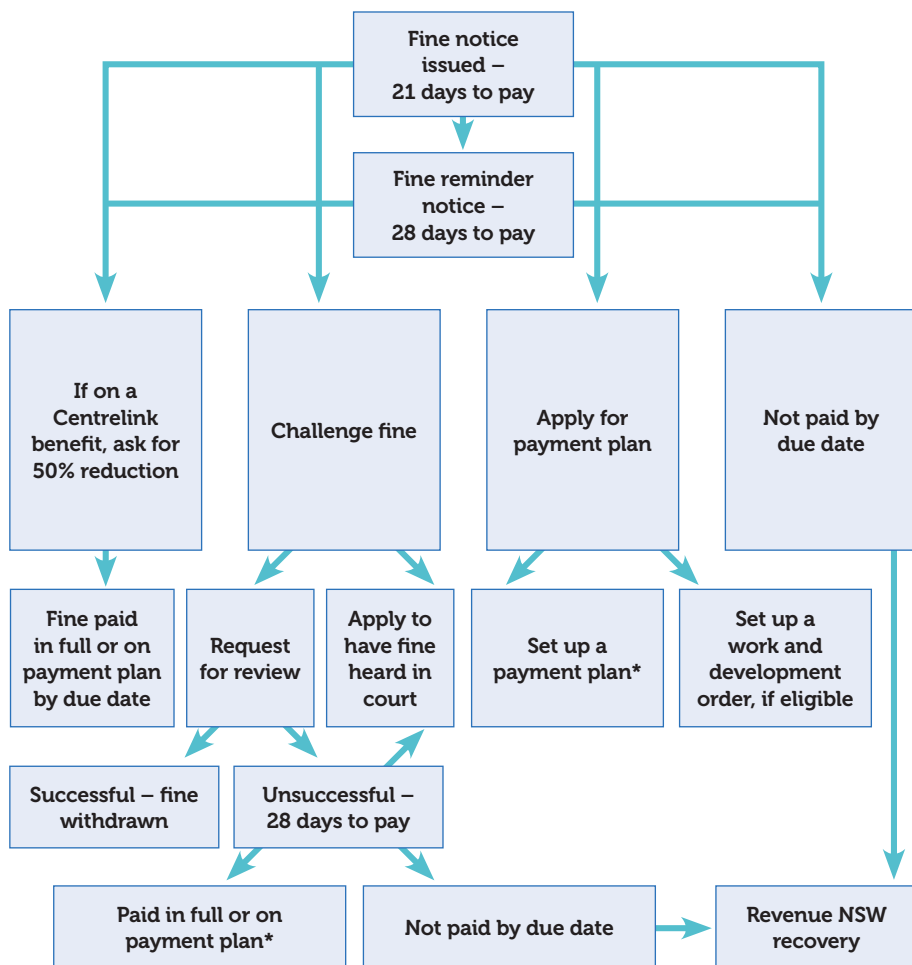 Fine notice
issued –
21 days to pay
Fine reminder
notice –
28 days to pay
If on a
Centrelink
benefit, ask for
50% reduction
Challenge fine
Apply for
payment plan
Not paid by
due date
Fine paid
in full or on
payment plan
by due date
Request
for review
Apply to
have fine
heard in
court
Set up a
payment plan*
Set up a
work and
development
order, if eligible
Successful – fine
withdrawn
Unsuccessful –
28 days to pay
Paid in full or on
payment plan*
Not paid by due date
Revenue NSW
recovery